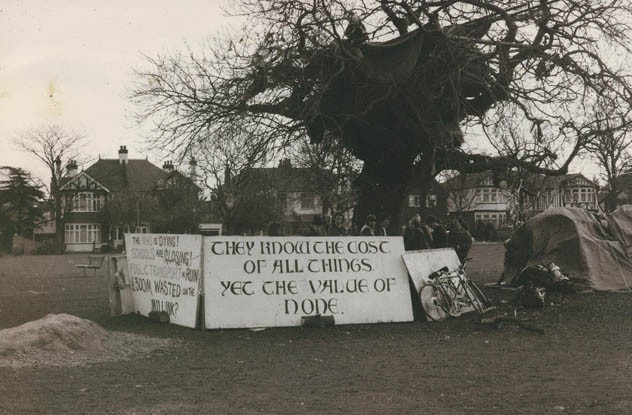 THE NHS IS DYING!
SCHOOLS ARE CLOSING!
PUBLIC TRANSPORT IN RUIN
£300M. WASTED ON THE
M11 LINK?
THEY KNOW THE COST
OF ALL THINGS.
YET THE VALUE OF
NONE.